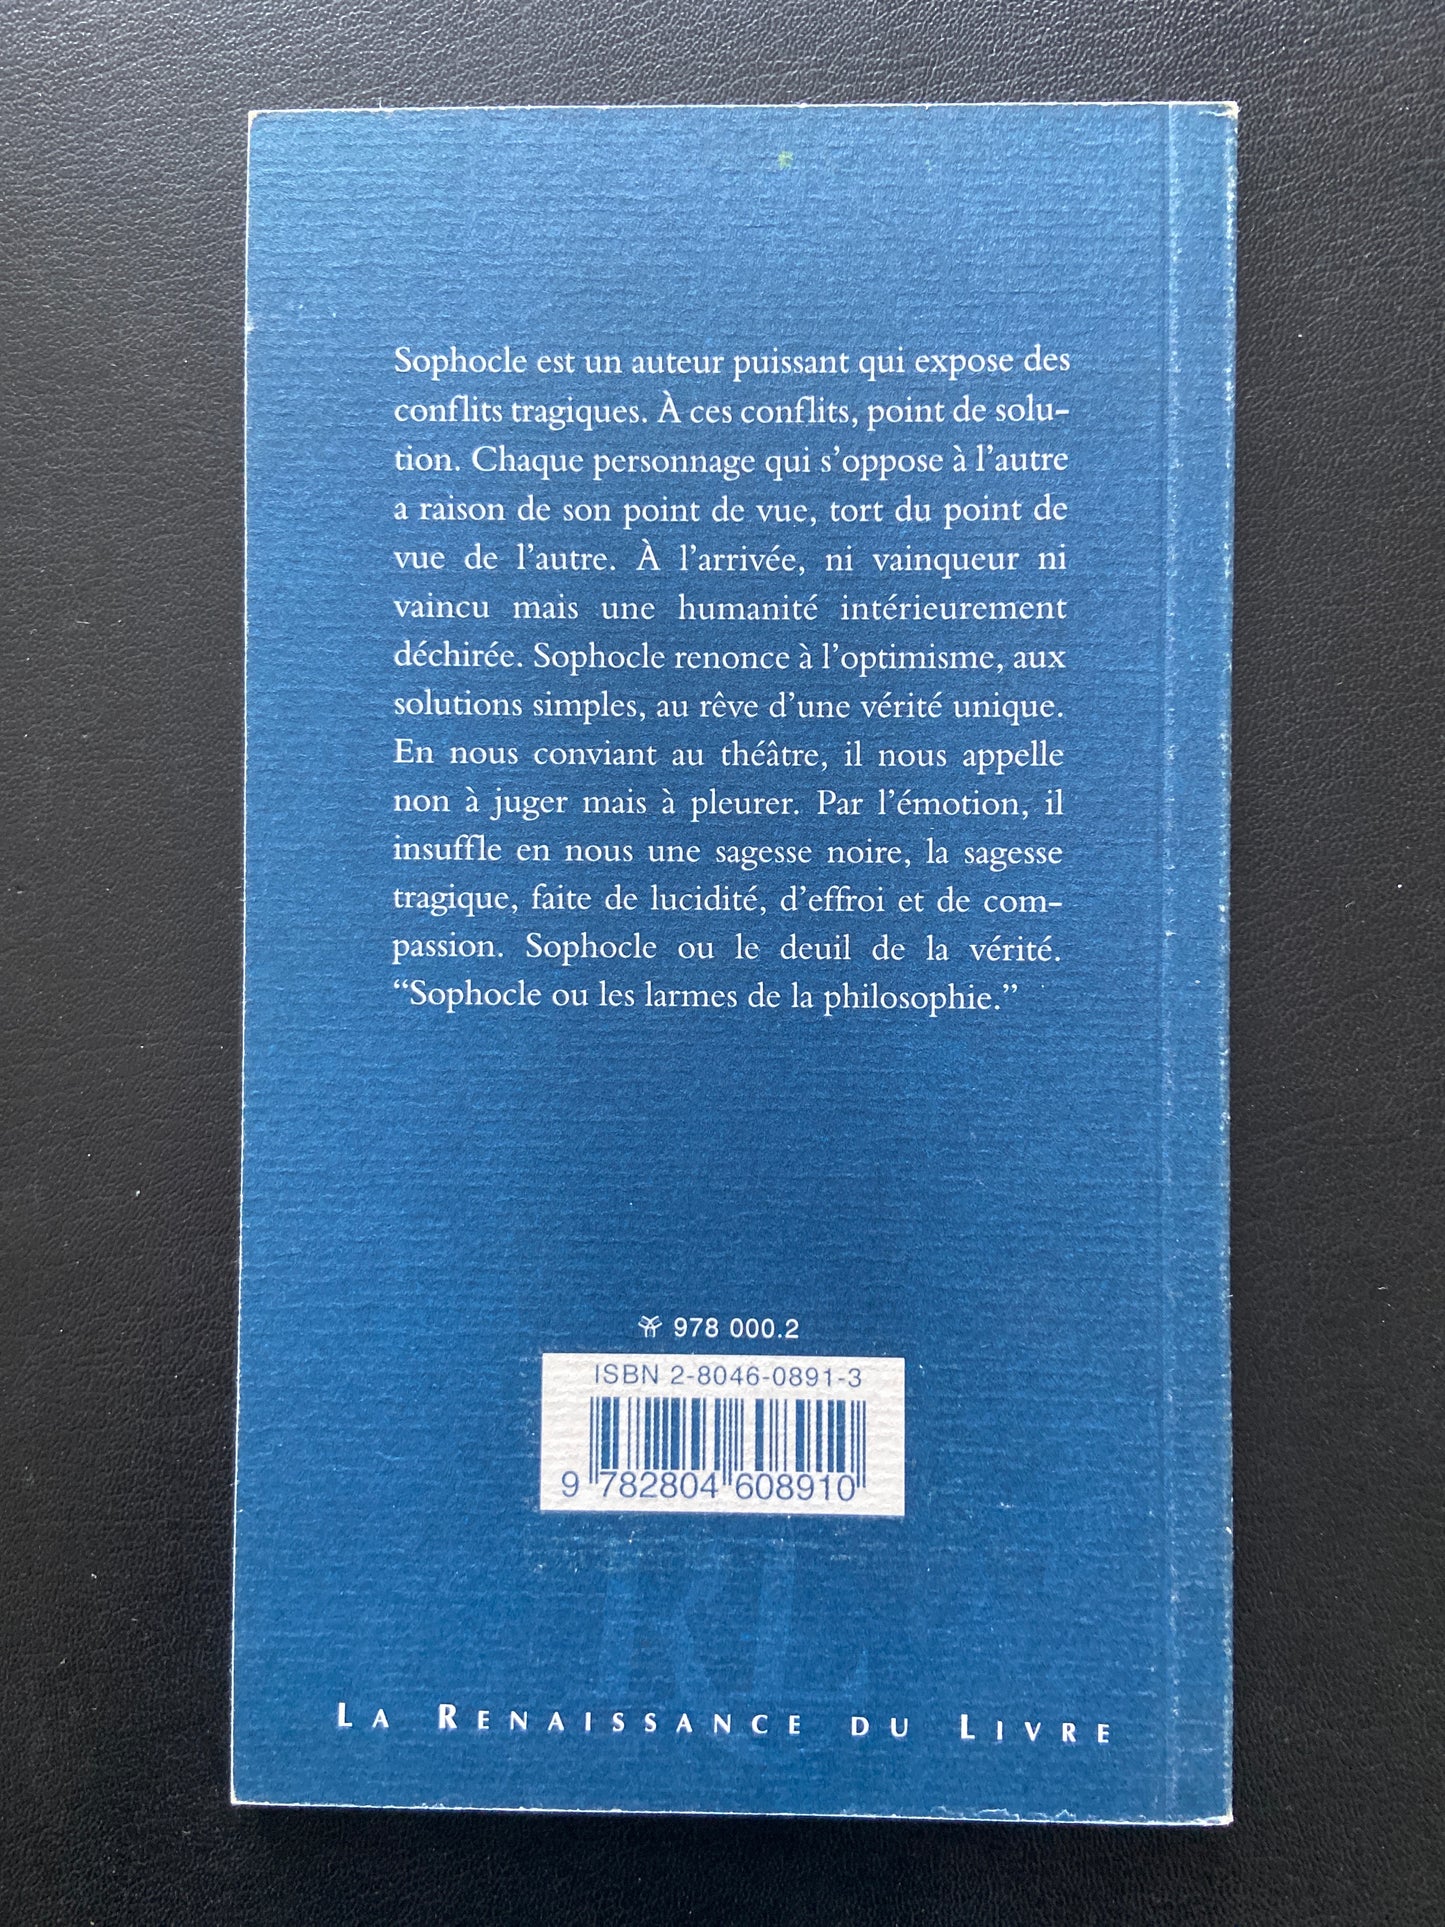 Sophocle est un auteur puissant qui expose des
conflits tragiques. À ces conflits, point de solu-
tion. Chaque personnage qui s'oppose à l'autre
a raison de son point de vue, tort du point de
vue de l'autre. À l'arrivée, ni vainqueur ni
vaincu mais une humanité intérieurement
déchirée. Sophocle renonce à l'optimisme, aux
solutions simples, au rêve d'une vérité unique.
En nous conviant au théâtre, il nous appelle
non à juger mais à pleurer. Par l'émotion, il
insuffle en nous une sagesse noire, la sagesse
tragique, faite de lucidité, d'effroi et de com-
passion. Sophocle ou le deuil de la vérité.
“Sophocle ou les larmes de la philosophie.”
978 000.2
ISBN 2-8046-0891-3
9 782804 608910
LA RENAISSANCE DU LIVRE